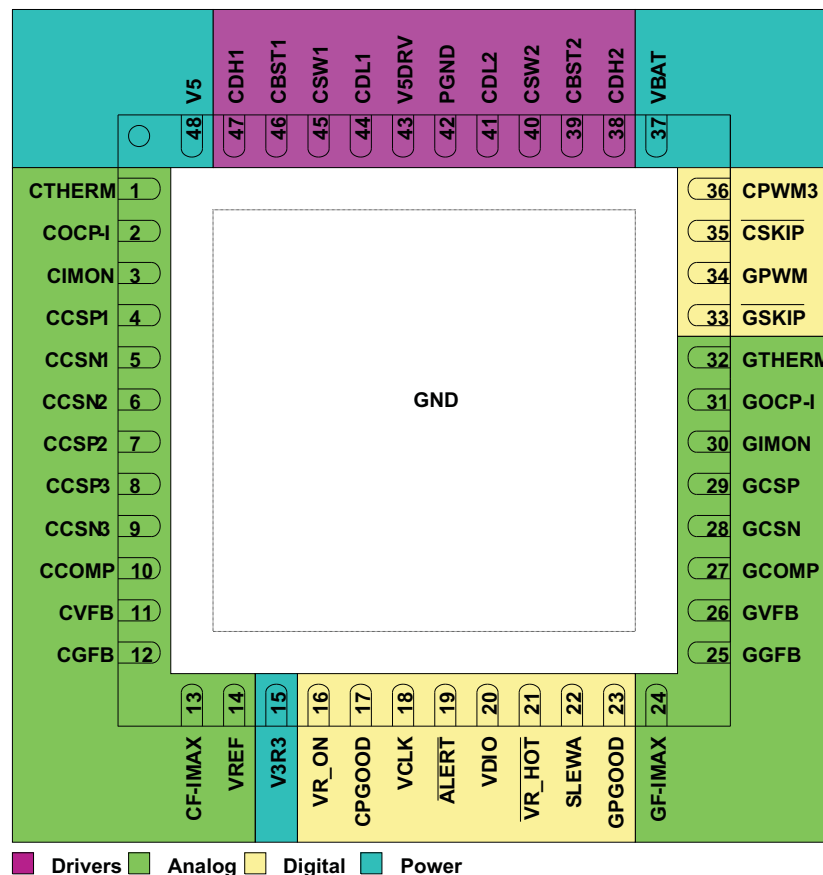 V5
CDH1
CBST1
CSW1
CDL1
V5DRV
PGND
CDL2
CSW2
CBST2
CDH2
VBAT
48
47
46
45
44
43
42
41
40
39
38
37
CTHERM 1
COCP-I 2
CIMON 3
CCSP1 4
CCSN1 5
CCSN2 6
CCSP2 7
CCSP3 8
CCSN3 9
CCOMP 10
CVFB 11
CGFB 12
GND
36 CPWM3
35 CSKIP
34 GPWM
33 GSKIP
32 GTHERM
31 GOCP-I
30 GIMON
29 GCSP
28 GCSN
27 GCOMP
26 GVFB
25 GGFB
13
14
15
16
17
18
19
20
21
22
23
24
CF-IMAX
VREF
V3R3
VR_ON
CPGOOD
VCLK
ALERT
VDIO
VR_HOT
SLEWA
GPGOOD
GF-IMAX
Drivers Analog Digital Power